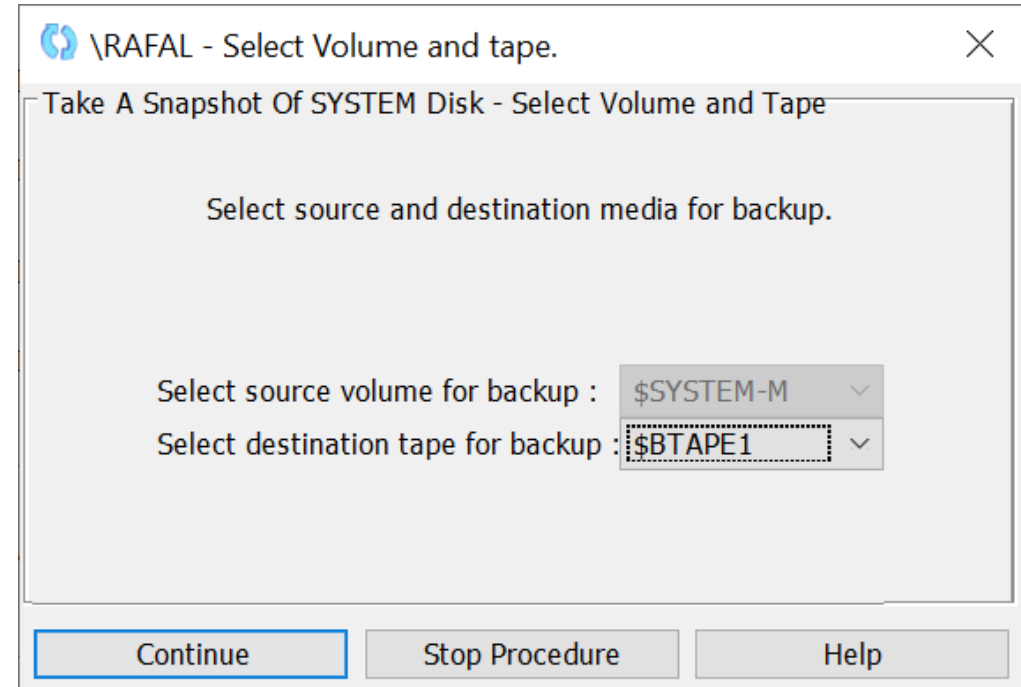 \RAFAL - Select Volume and tape.
Take A Snapshot Of SYSTEM Disk - Select Volume and Tape
Select source and destination media for backup.
Select source volume for backup : $SYSTEM-M
Select destination tape for backup : $BTAPE1
Continue Stop Procedure Help